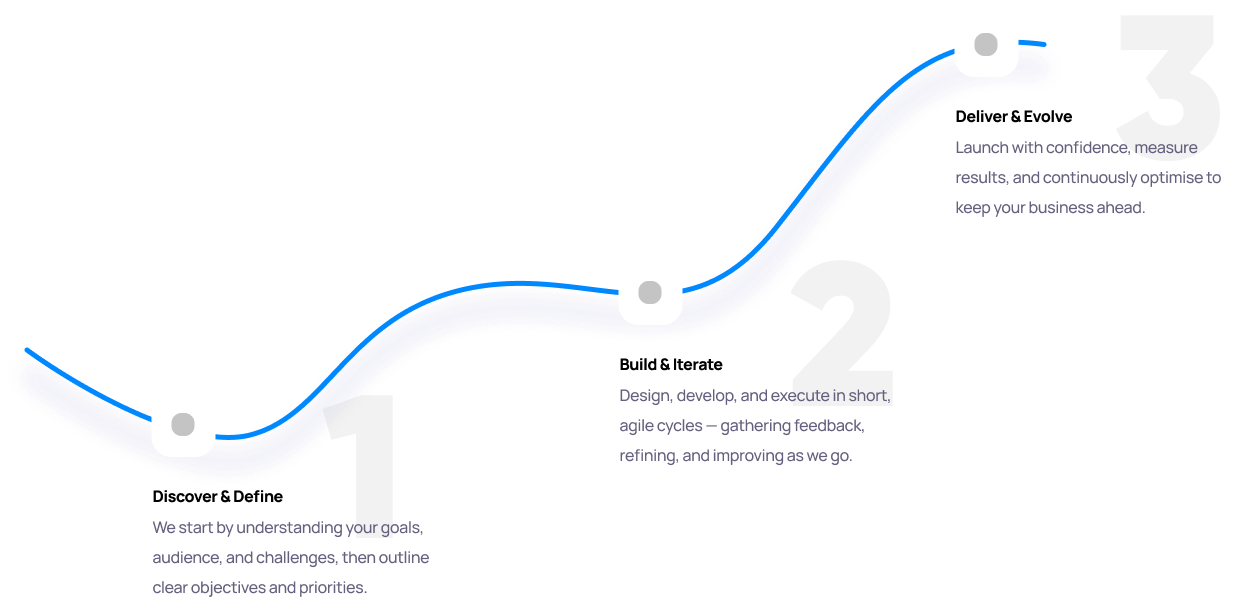 1
Discover & Define
We start by understanding your goals,
audience, and challenges, then outline
clear objectives and priorities.
2
Build & Iterate
Design, develop, and execute in short,
agile cycles — gathering feedback,
refining, and improving as we go.
3
Deliver & Evolve
Launch with confidence, measure
results, and continuously optimise to
keep your business ahead.